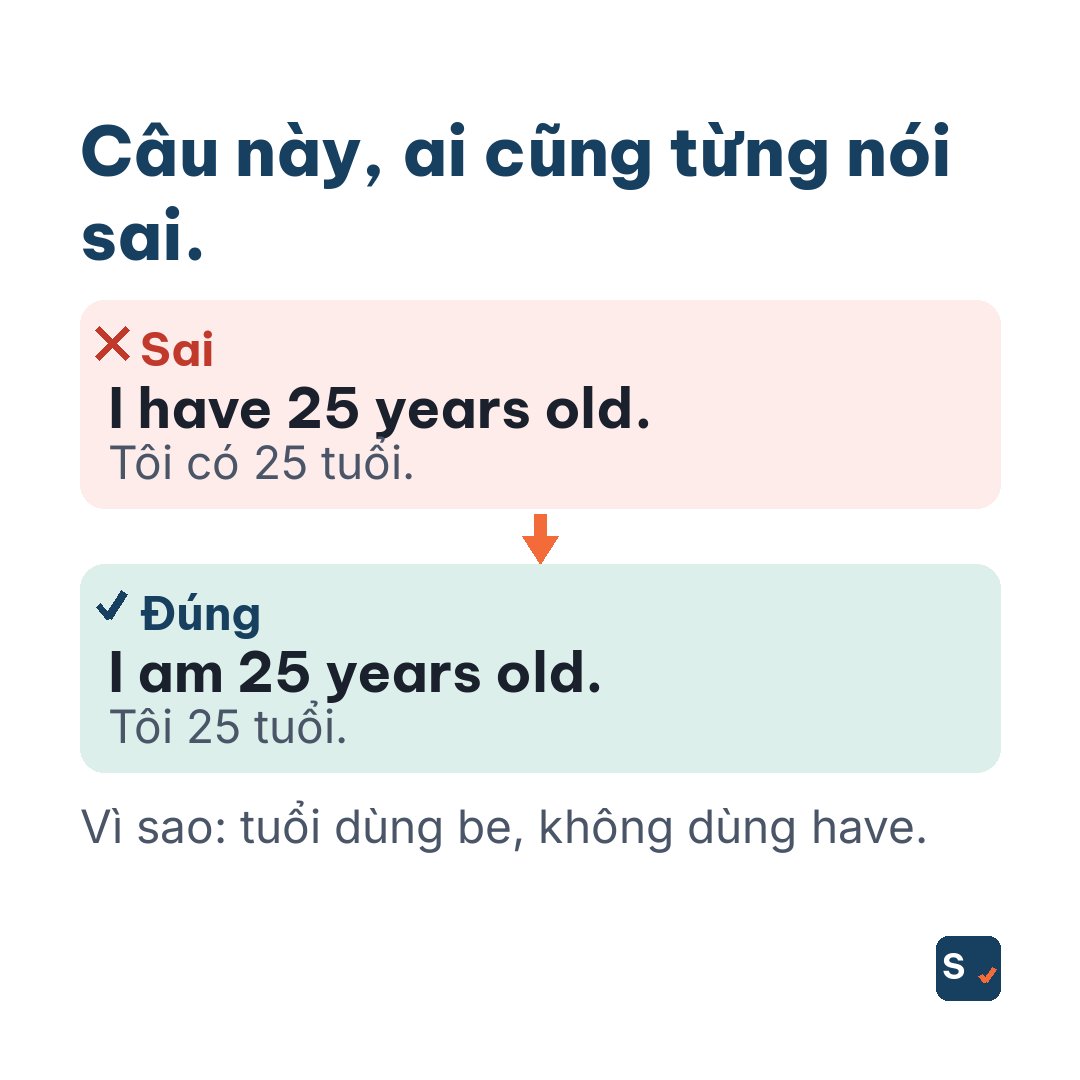 Câu này, ai cũng từng nói
sai.
Sai
I have 25 years old.
Tôi có 25 tuổi.
Đúng
I am 25 years old.
Tôi 25 tuổi.
Vì sao: tuổi dùng be, không dùng have.
S